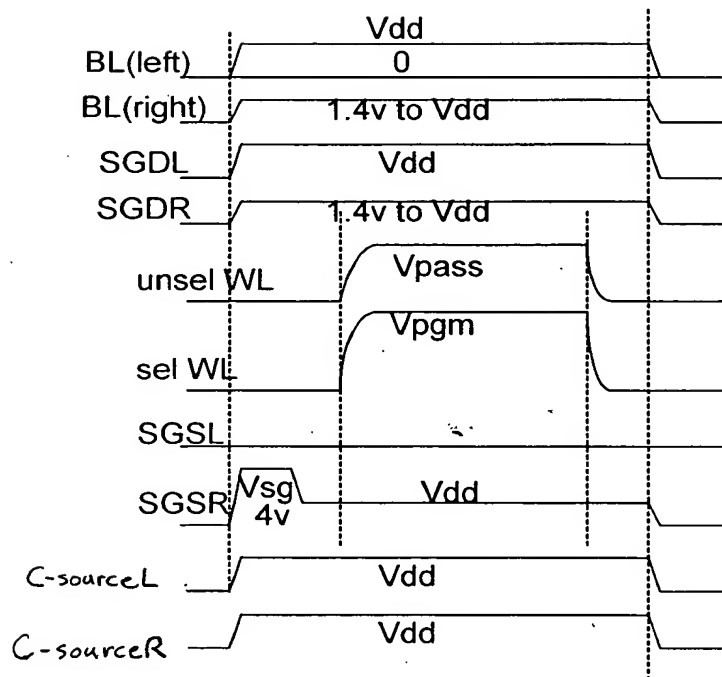 Vdd
BL(left) 0
BL(right) 1.4v to Vdd
SGDL Vdd
SGDR 1.4v to Vdd
unsel WL Vpass
Vpgm
sel WL
SGSL
Vsg
SGSR Vdd
4v
C-sourceL Vdd
C-sourceR Vdd